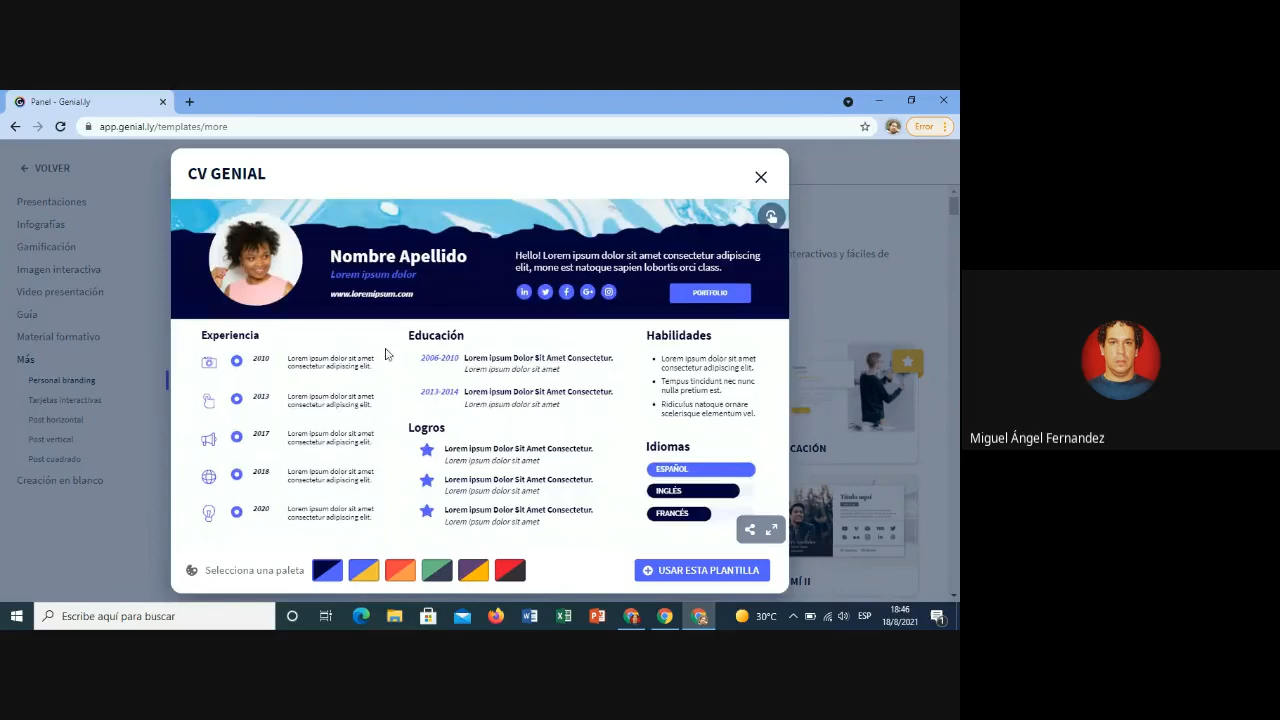 Panel - Genial.ly
app.genial.ly/templates/more
Error
VOLVER
Presentaciones
Infografías
Gamificación
Imagen interactiva
Video presentación
Guía
Material formativo
Más
Personal branding
Tarjetas interactivas
Post horizontal
Post vertical
Post cuadrado
Creación en blanco
nteractivos y fáciles de
CACIÓN
Título aquí
MÍ II
CV GENIAL
Nombre Apellido
Lorem ipsum dolor
www.loremipsum.com
Hello! Lorem ipsum dolor sit amet consectetur adipiscing
elit, mone est natoque sapien lobortis orci class.
PORTFOLIO
Experiencia
2010
Lorem ipsum dolor sit amet
consectetur adipiscing elit.
2013
Lorem ipsum dolor sit amet
consectetur adipiscing elit.
2017
Lorem ipsum dolor sit amet
consectetur adipiscing elit.
2018
Lorem ipsum dolor sit amet
consectetur adipiscing elit.
2020
Lorem ipsum dolor sit amet
consectetur adipiscing elit.
Educación
2006-2010 Lorem ipsum Dolor Sit Amet Consectetur.
Lorem ipsum dolor sit amet
2013-2014 Lorem ipsum Dolor Sit Amet Consectetur.
Lorem ipsum dolor sit amet
Logros
Lorem ipsum Dolor Sit Amet Consectetur.
Lorem ipsum dolor sit amet
Lorem ipsum Dolor Sit Amet Consectetur.
Lorem ipsum dolor sit amet
Lorem ipsum Dolor Sit Amet Consectetur.
Lorem ipsum dolor sit amet
Habilidades
Lorem ipsum dolor sit amet
consectetur adipiscing elit.
Tempus tincidunt nec nunc
nulla pretium est.
Ridiculus natoque ornare
scelerisque elementum vel.
Idiomas
ESPAÑOL
INGLÉS
FRANCÉS
Selecciona una paleta
USAR ESTA PLANTILLA
Escribe aquí para buscar
30°C
ESP
18:46
18/8/2021
1
Miguel Ángel Fernandez